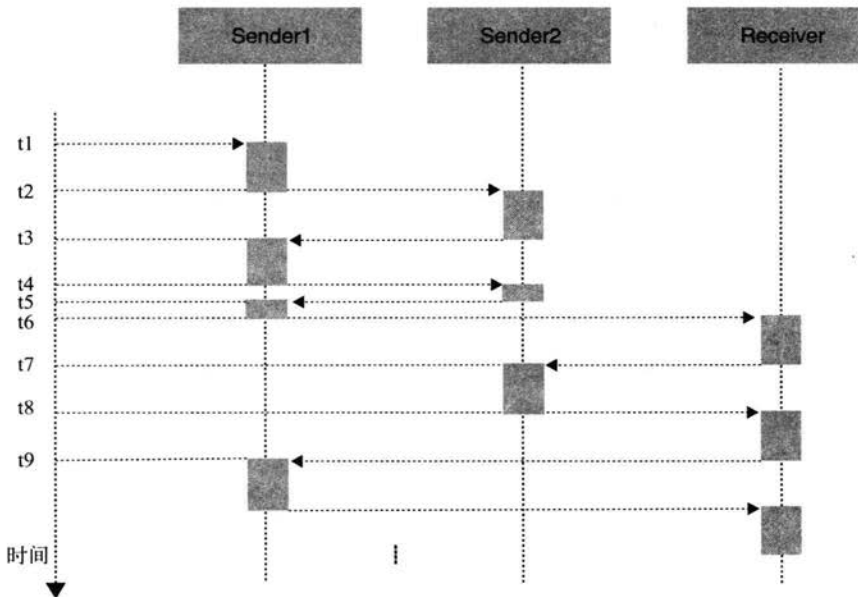 Sender1
Sender2
Receiver
t1
t2
t3
t4
t5
t6
t7
t8
t9
时间